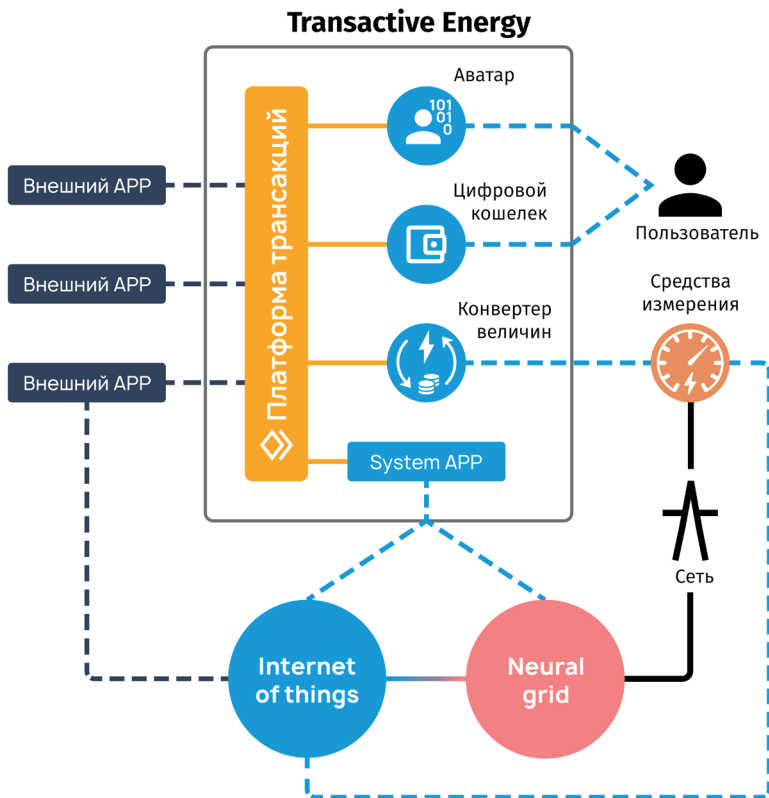 Transactive Energy
Аватар
101
01
0
Платформа транзакций
Внешний APP
Цифровой
кошелек
Пользователь
Внешний APP
Средства
измерения
Конвертер
величин
Внешний APP
System APP
Сеть
Internet
of things
Neural
grid